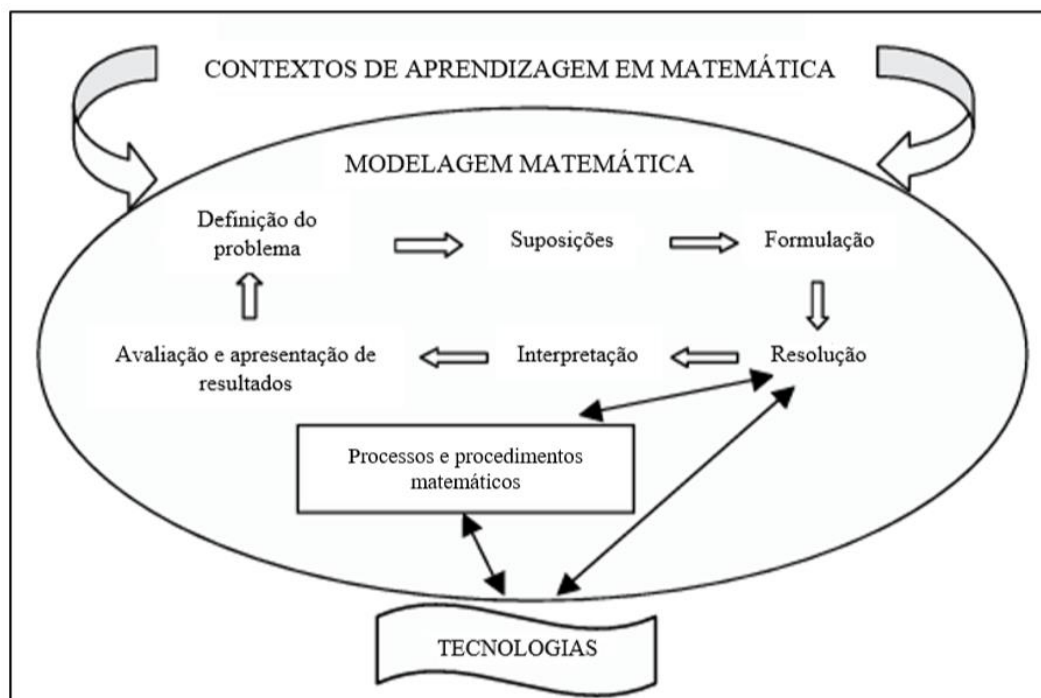 CONTEXTOS DE APRENDIZAGEM EM MATEMÁTICA
MODELAGEM MATEMÁTICA
Definição do
problema
Suposições
Formulação
Avaliação e apresentação de
resultados
Interpretação
Resolução
Processos e procedimentos
matemáticos
TECNOLOGIAS